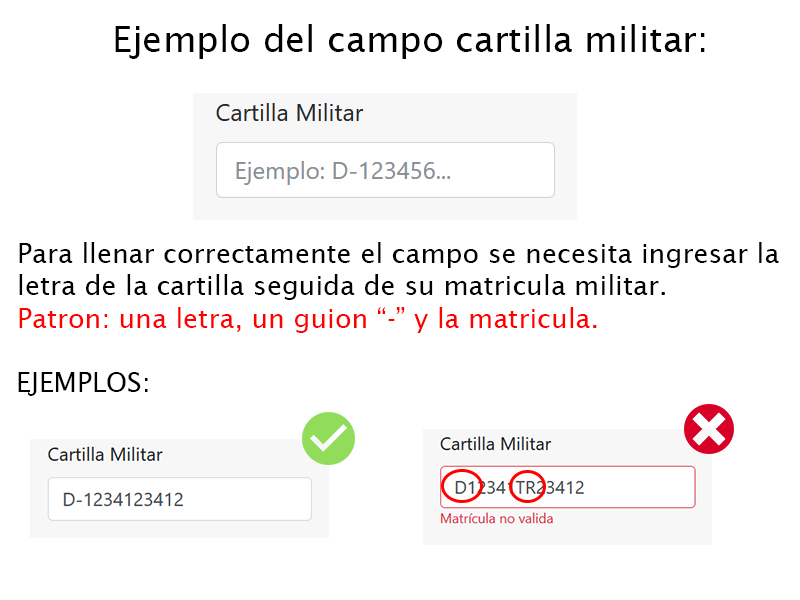 Ejemplo del campo cartilla militar:
Cartilla Militar
Ejemplo: D-123456...
Para llenar correctamente el campo se necesita ingresar la
letra de la cartilla seguida de su matricula militar.
Patron: una letra, un guion “-” y la matricula.
EJEMPLOS:
Cartilla Militar
D-1234123412
Cartilla Militar
D12341TR23412
Matrícula no valida